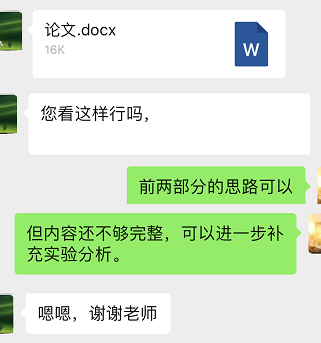 论文.docx
16K
W
您看这样行吗，
前两部分的思路可以
但内容还不够完整，可以进一步补
充实验分析。
嗯嗯，谢谢老师